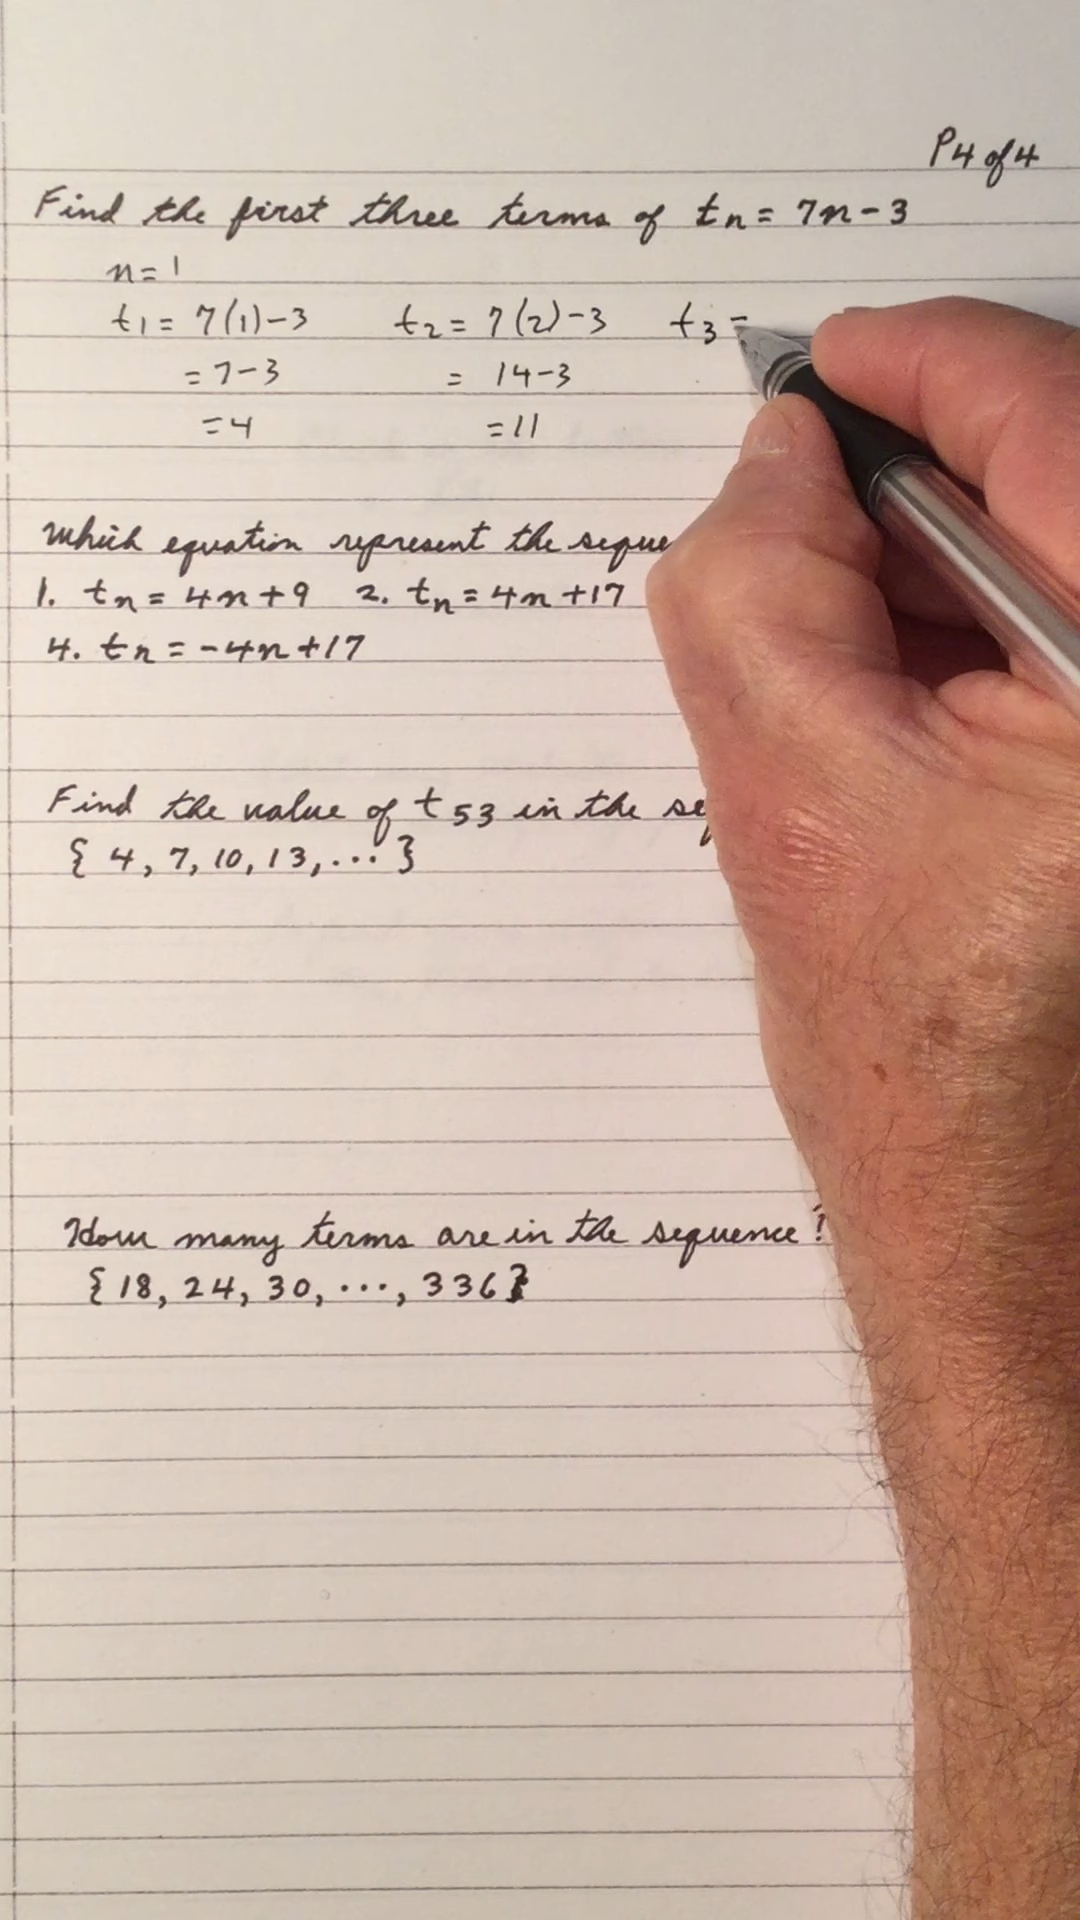 P4 of 4
Find the first three terms of tn = 7n - 3
n = 1
t1 = 7(1)-3 t2 = 7(2)-3 t3 =
= 7-3 = 14-3
= 4 = 11
Which equation represent the
1. tn = 4n + 9 2. tn = 4n + 17
4. tn = -4n + 17
Find the value of t53 in the
{ 4, 7, 10, 13, ... }
How many terms are in the sequence?
{ 18, 24, 30, ..., 336 }